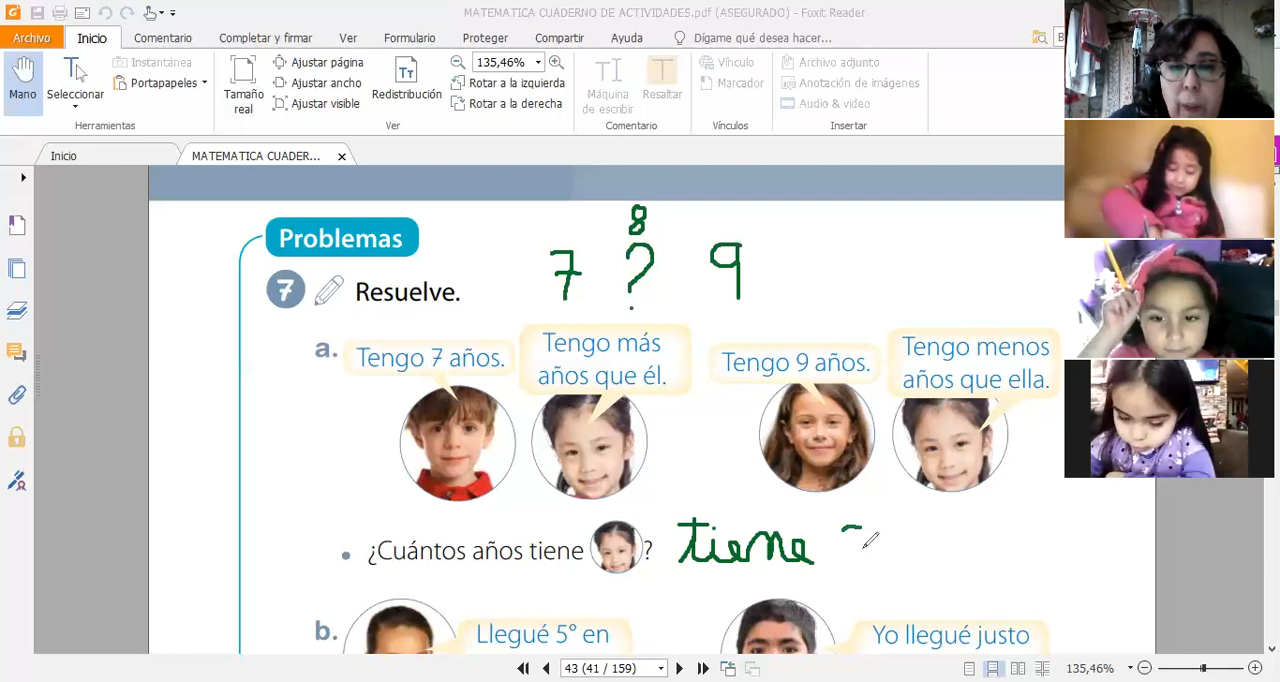 MATEMATICA CUADERNO DE ACTIVIDADES.pdf (ASEGURADO) - Foxit Reader
Archivo Inicio Comentario Completar y firmar Ver Formulario Proteger Compartir Ayuda Dígame qué desea hacer...
Mano
Seleccionar
Instantánea
Portapapeles
Herramientas
Tamaño real
Ajustar página
Ajustar ancho
Ajustar visible
Redistribución
135,46%
Rotar a la izquierda
Rotar a la derecha
Ver
Máquina de escribir
Resaltar
Comentario
Vínculo
Marcador
Vínculos
Archivo adjunto
Anotación de imágenes
Audio & video
Insertar
Inicio
MATEMATICA CUADER...
Problemas
8
7 ? 9
7 Resuelve.
a.
Tengo 7 años.
Tengo más
años que él.
Tengo 9 años.
Tengo menos
años que ella.
¿Cuántos años tiene ?
tiene
b.
Llegué 5° en
Yo llegué justo
43 (41 / 159)
135,46%